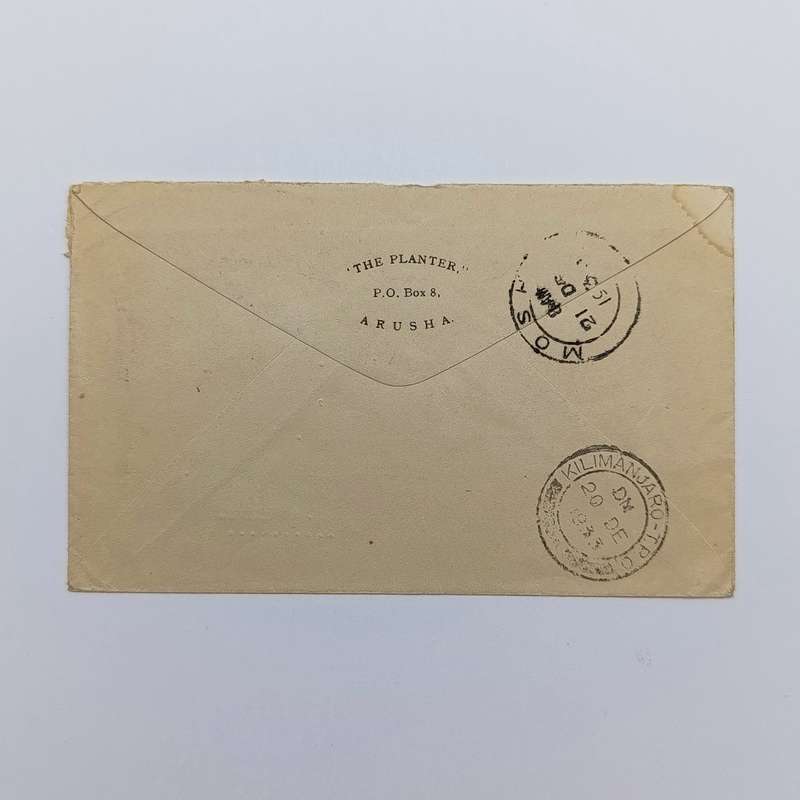 "THE PLANTER,"
P.O. Box 8,
ARUSHA.
MOSHI
21
DE
KILIMANJARO-T.P.O.
DN
20 DE
1933